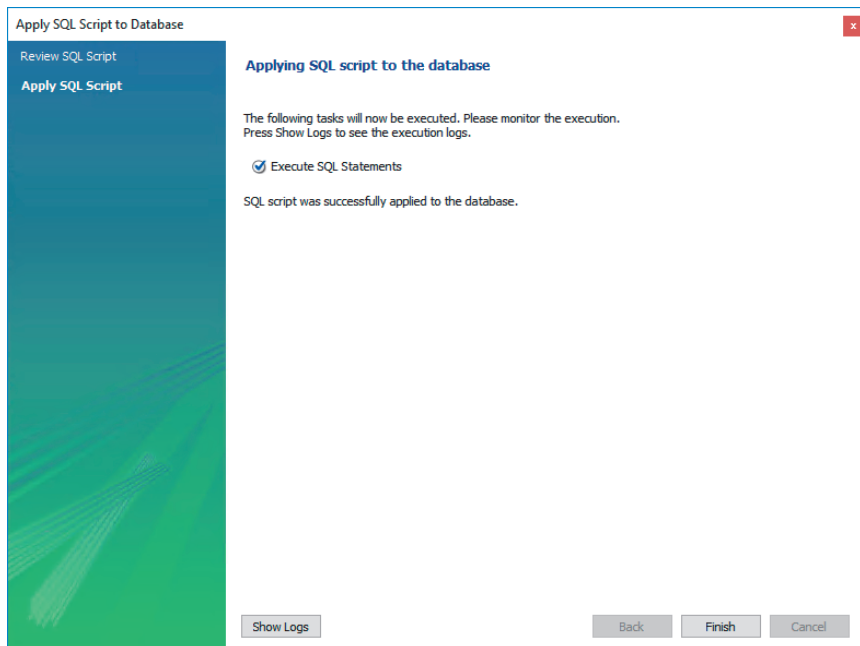 Apply SQL Script to Database
x
Review SQL Script
Apply SQL Script
Applying SQL script to the database
The following tasks will now be executed. Please monitor the execution.
Press Show Logs to see the execution logs.
Execute SQL Statements
SQL script was successfully applied to the database.
Show Logs
Back
Finish
Cancel